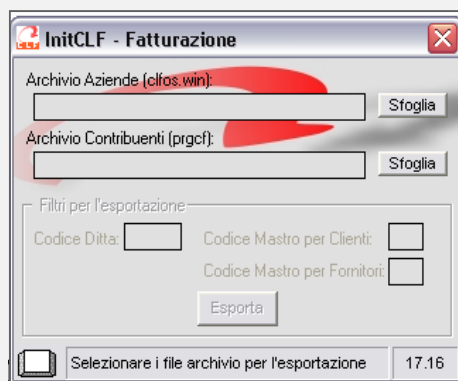 CLF InitCLF - Fatturazione
Archivio Aziende (clfos.win):
Sfoglia
Archivio Contribuenti (prgcf):
Sfoglia
Filtri per l'esportazione
Codice Ditta: Codice Mastro per Clienti:
Codice Mastro per Fornitori:
Esporta
Selezionare i file archivio per l'esportazione 17.16